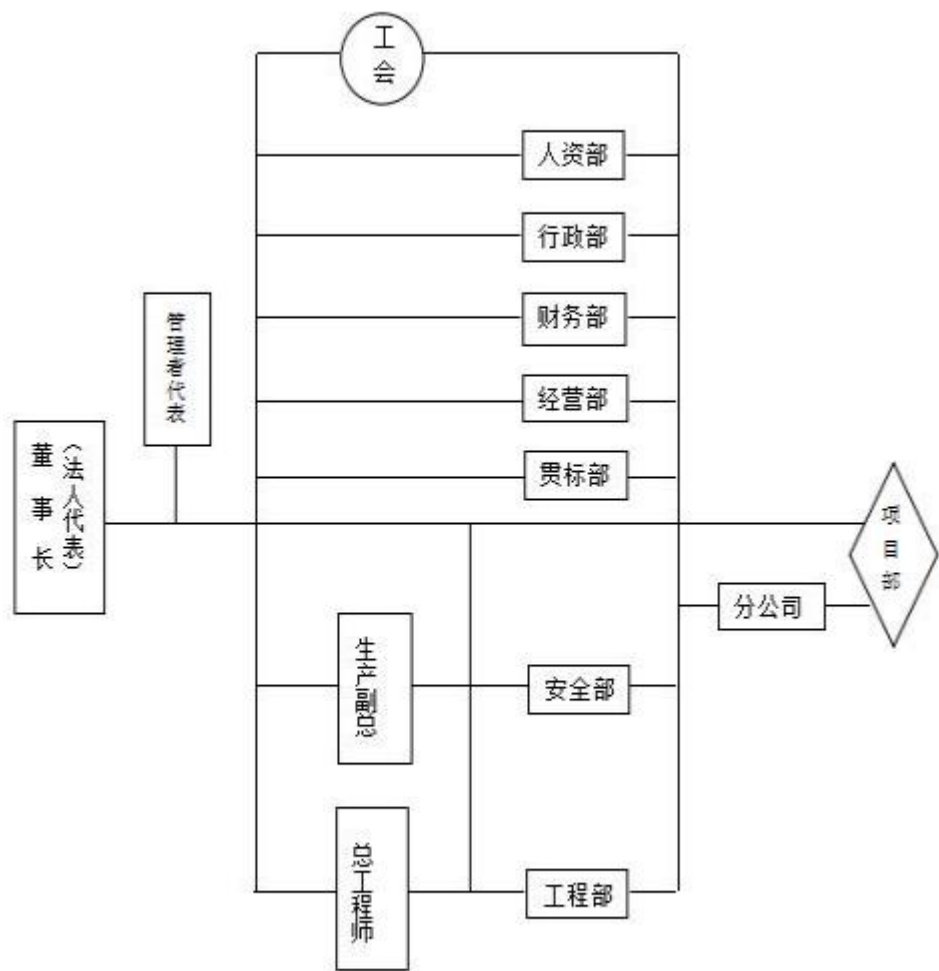 工会
人资部
行政部
财务部
管理者代表
经营部
董事长
（法人代表）
贯标部
项目部
分公司
生产副总
安全部
总工程师
工程部